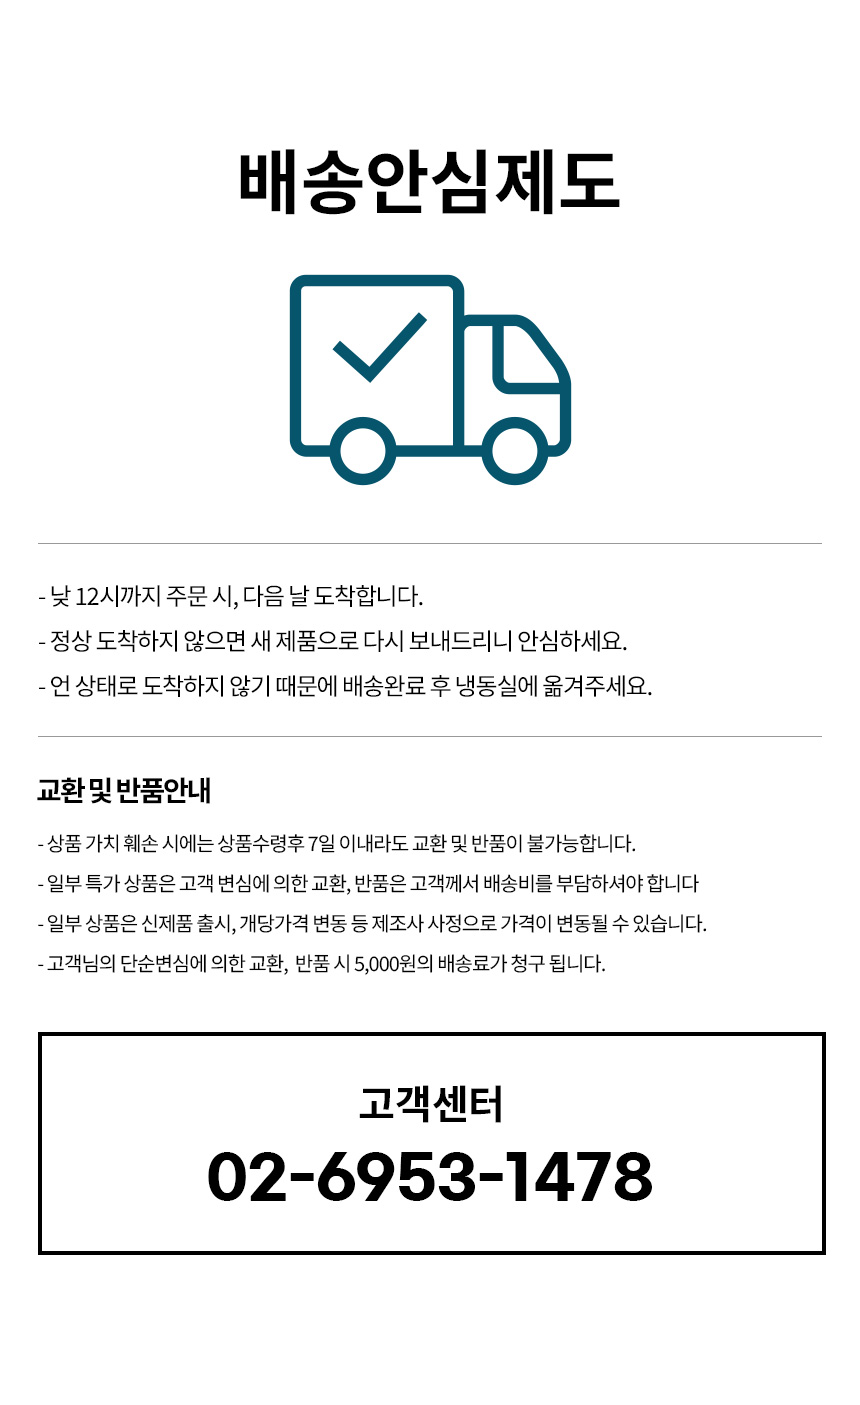 배송안심제도
- 낮 12시까지 주문 시, 다음 날 도착합니다.
- 정상 도착하지 않으면 새 제품으로 다시 보내드리니 안심하세요.
- 언 상태로 도착하지 않기 때문에 배송완료 후 냉동실에 옮겨주세요.
교환 및 반품안내
- 상품 가치 훼손 시에는 상품수령후 7일 이내라도 교환 및 반품이 불가능합니다.
- 일부 특가 상품은 고객 변심에 의한 교환, 반품은 고객께서 배송비를 부담하셔야 합니다
- 일부 상품은 신제품 출시, 개당가격 변동 등 제조사 사정으로 가격이 변동될 수 있습니다.
- 고객님의 단순변심에 의한 교환,  반품 시 5,000원의 배송료가 청구 됩니다.
고객센터
02-6953-1478